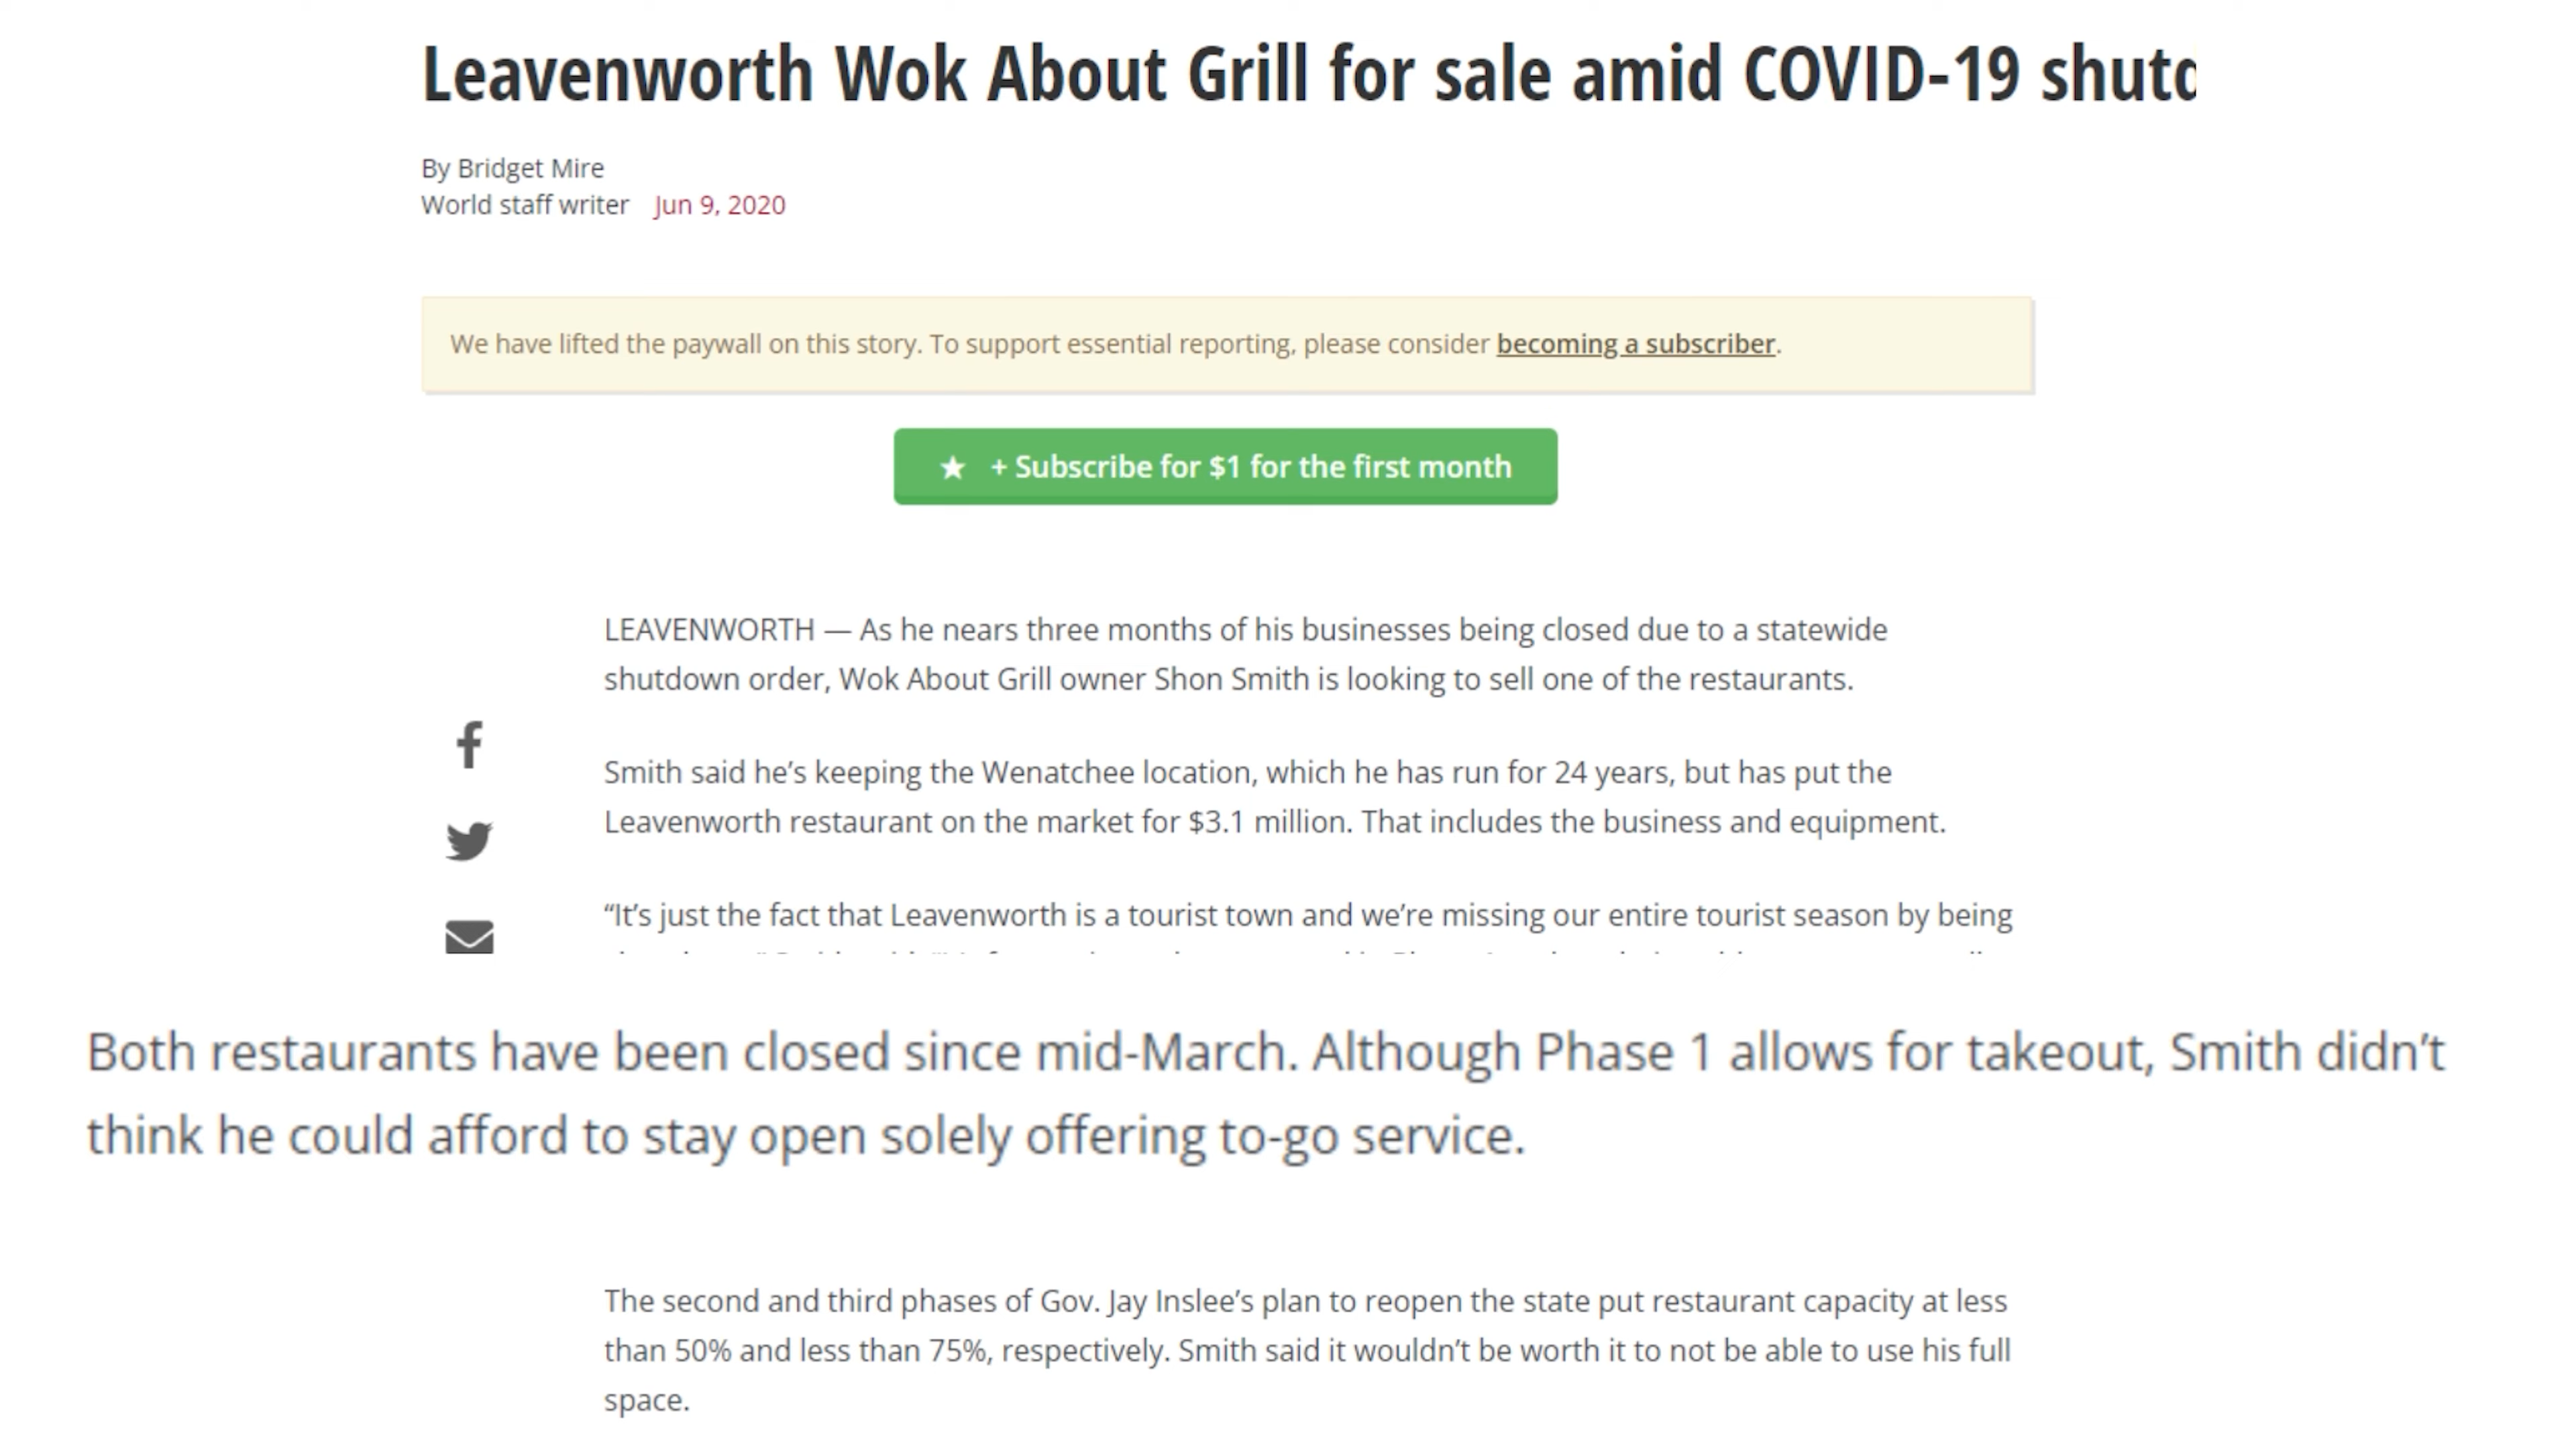 Leavenworth Wok About Grill for sale amid COVID-19
By Bridget Mire
World staff writer Jun 9, 2020
We have lifted the paywall on this story. To support essential reporting, please consider becoming a subscriber.
+ Subscribe for $1 for the first month
LEAVENWORTH — As he nears three months of his businesses being closed due to a statewide
shutdown order, Wok About Grill owner Shon Smith is looking to sell one of the restaurants.
Smith said he’s keeping the Wenatchee location, which he has run for 24 years, but has put the
Leavenworth restaurant on the market for $3.1 million. That includes the business and equipment.
“It’s just the fact that Leavenworth is a tourist town and we’re missing our entire tourist season by being
Both restaurants have been closed since mid-March. Although Phase 1 allows for takeout, Smith didn’t
think he could afford to stay open solely offering to-go service.
The second and third phases of Gov. Jay Inslee’s plan to reopen the state put restaurant capacity at less
than 50% and less than 75%, respectively. Smith said it wouldn’t be worth it to not be able to use his full
space.